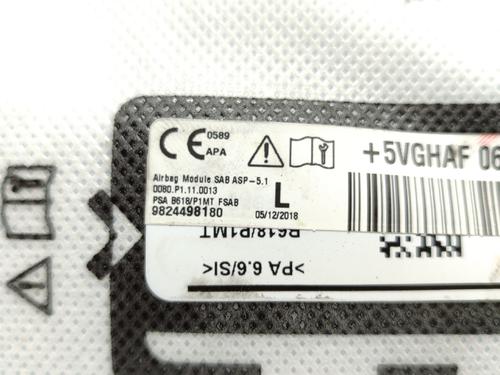 CE 0589
APA
+5VGHAF 06
Airbag Module SAB ASP-5.1
0080.P1.11.0013
PSA B618/P1MT FSAB
9824498180
L
05/12/2018
B618/P1MT
>PA 6.6/SI<